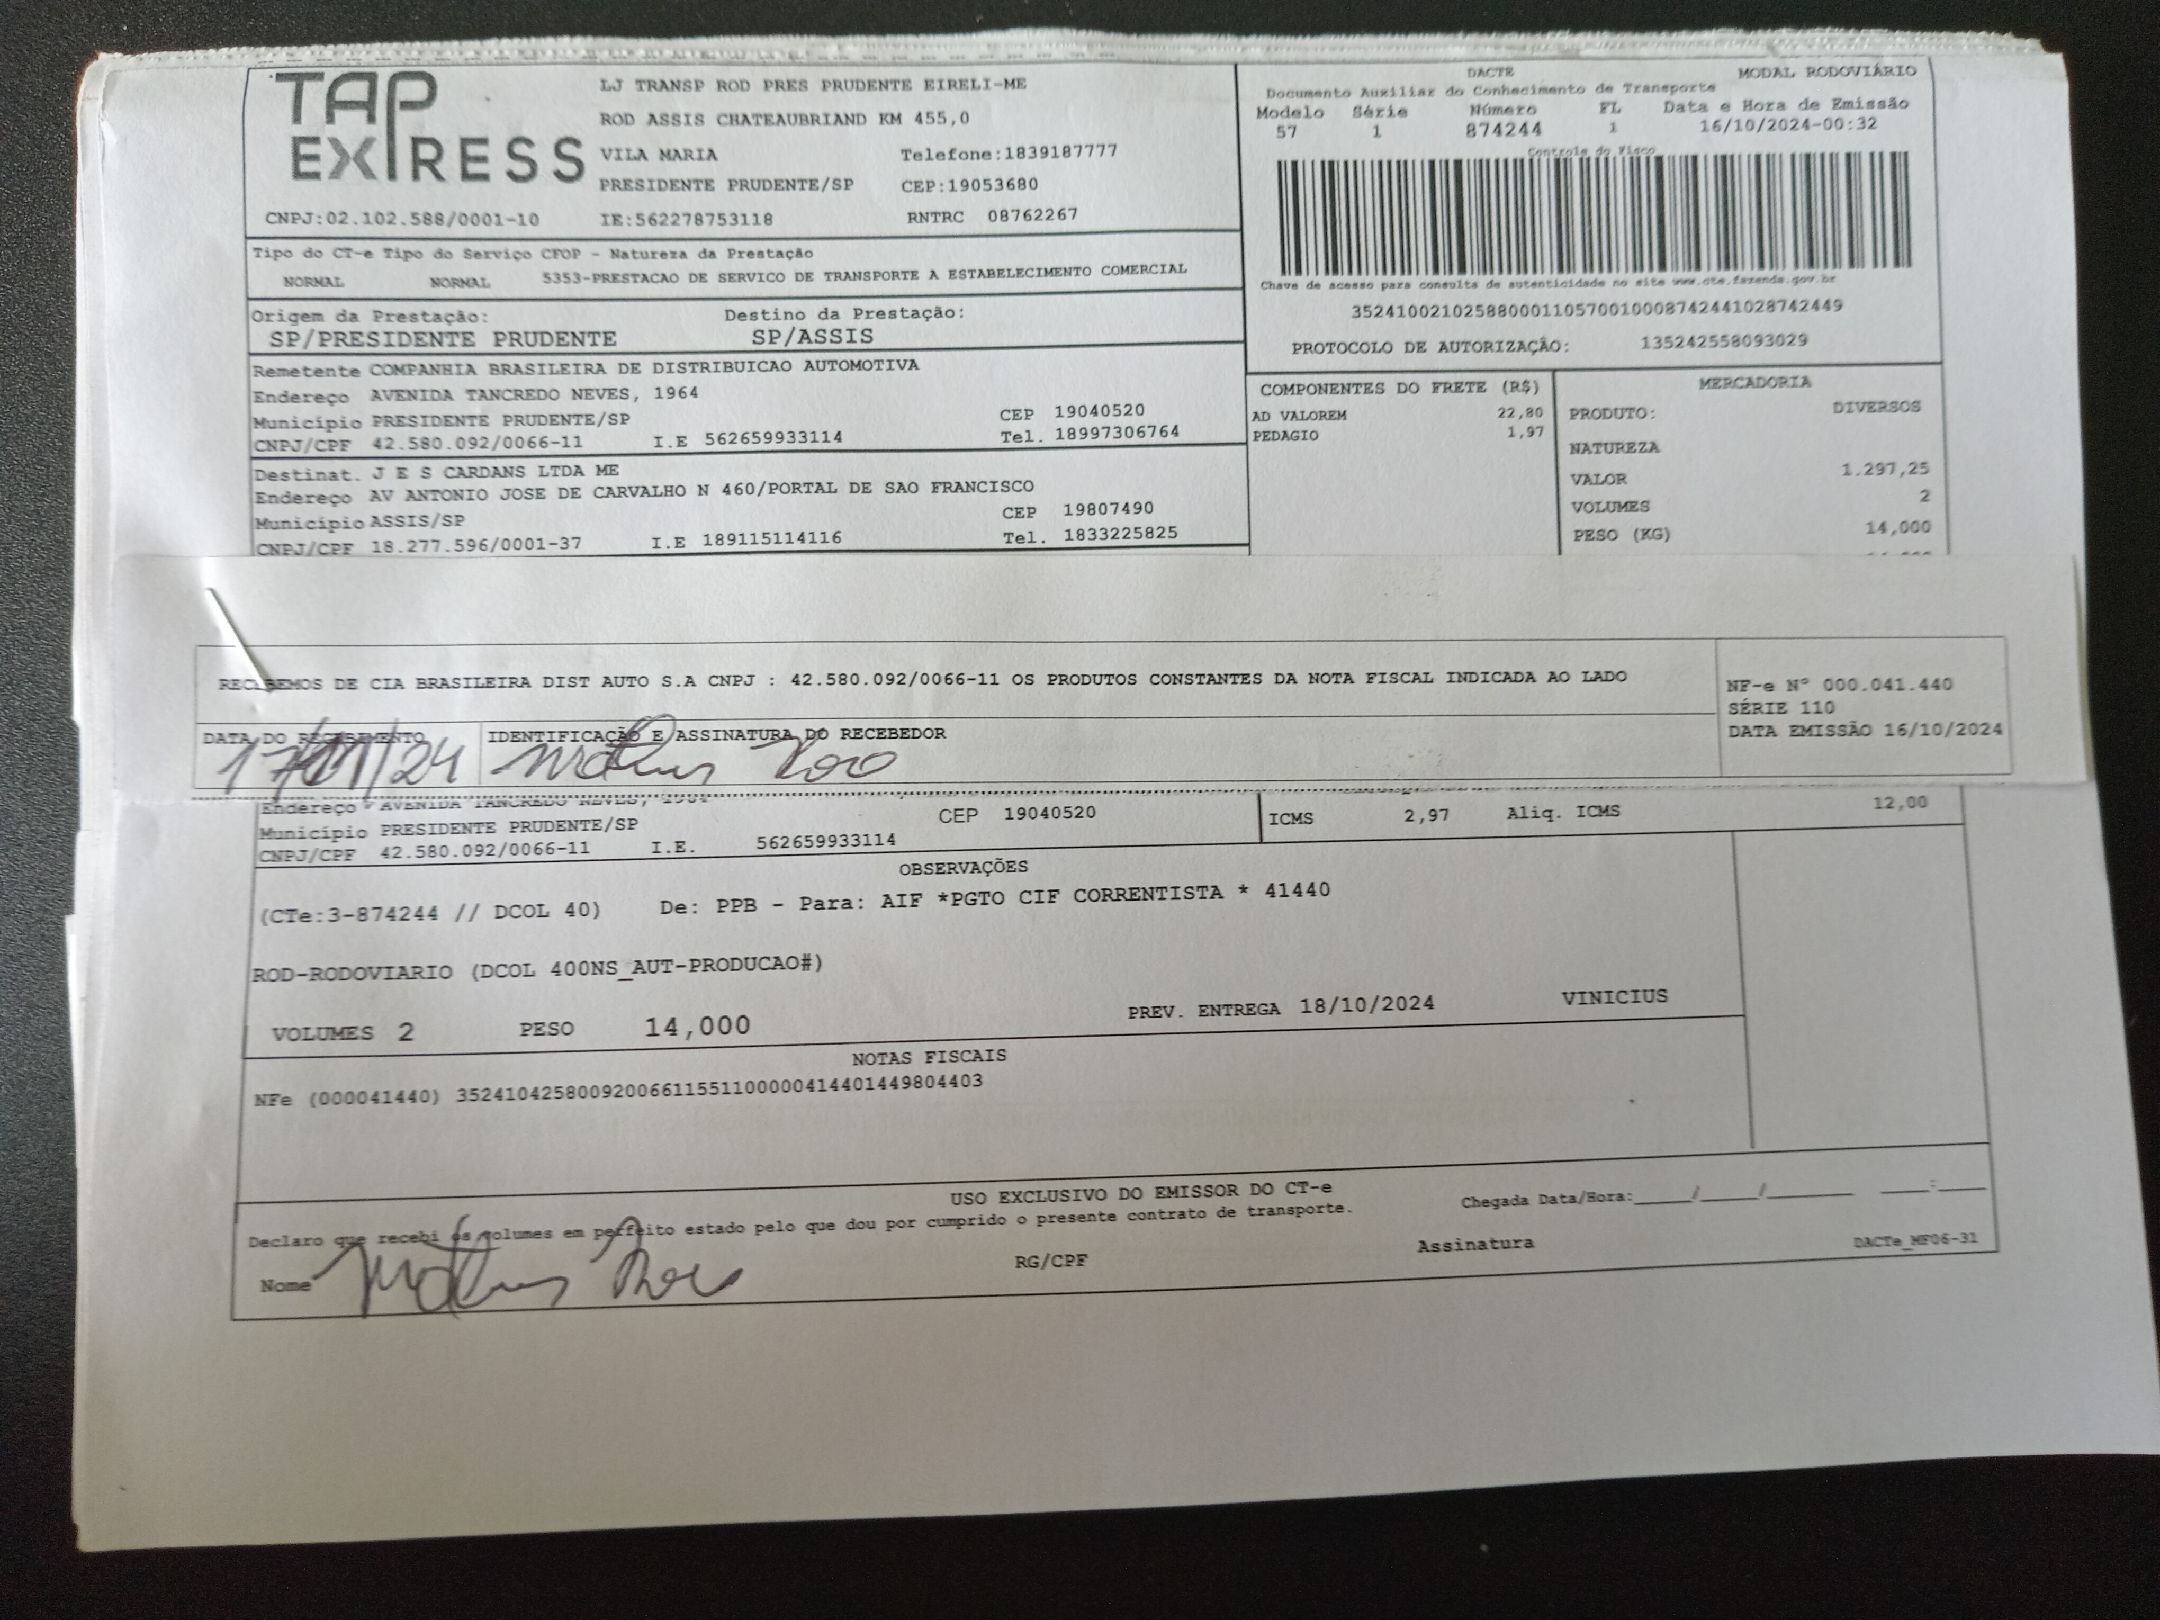 TAP EXPRESS
LJ TRANSP ROD PRES PRUDENTE EIRELI-ME
ROD ASSIS CHATEAUBRIAND KM 455,0
VILA MARIA Telefone:1839187777
PRESIDENTE PRUDENTE/SP CEP:19053680
CNPJ:02.102.588/0001-10 IE:562278753118 RNTRC 08762267
DACTE MODAL RODOVIÁRIO
Documento Auxiliar do Conhecimento de Transporte
Modelo Série Número FL Data e Hora de Emissão
57 1 874244 1 16/10/2024-00:32
Controle do Fisco
Chave de acesso para consulta de autenticidade no site www.cte.fazenda.gov.br
35241002102588000110570010008742441028742449
PROTOCOLO DE AUTORIZAÇÃO: 135242558093029
Tipo do CT-e Tipo do Serviço CFOP - Natureza da Prestação
NORMAL NORMAL 5353-PRESTACAO DE SERVICO DE TRANSPORTE A ESTABELECIMENTO COMERCIAL
Origem da Prestação: Destino da Prestação:
SP/PRESIDENTE PRUDENTE SP/ASSIS
Remetente COMPANHIA BRASILEIRA DE DISTRIBUICAO AUTOMOTIVA
Endereço AVENIDA TANCREDO NEVES, 1964
Município PRESIDENTE PRUDENTE/SP CEP 19040520
CNPJ/CPF 42.580.092/0066-11 I.E 562659933114 Tel. 18997306764
Destinat. J E S CARDANS LTDA ME
Endereço AV ANTONIO JOSE DE CARVALHO N 460/PORTAL DE SAO FRANCISCO
Município ASSIS/SP CEP 19807490
CNPJ/CPF 18.277.596/0001-37 I.E 189115114116 Tel. 1833225825
COMPONENTES DO FRETE (R$)
AD VALOREM 22,80
PEDAGIO 1,97
MERCADORIA
PRODUTO: DIVERSOS
NATUREZA
VALOR 1.297,25
VOLUMES 2
PESO (KG) 14,000
RECEBEMOS DE CIA BRASILEIRA DIST AUTO S.A CNPJ : 42.580.092/0066-11 OS PRODUTOS CONSTANTES DA NOTA FISCAL INDICADA AO LADO
NF-e Nº 000.041.440
SÉRIE 110
DATA EMISSÃO 16/10/2024
DATA DO RECEBIMENTO IDENTIFICAÇÃO E ASSINATURA DO RECEBEDOR
Endereço AVENIDA TANCREDO NEVES, 1964
Município PRESIDENTE PRUDENTE/SP CEP 19040520
CNPJ/CPF 42.580.092/0066-11 I.E. 562659933114
ICMS 2,97 Aliq. ICMS 12,00
OBSERVAÇÕES
(CTe:3-874244 // DCOL 40) De: PPB - Para: AIF *PGTO CIF CORRENTISTA * 41440
ROD-RODOVIARIO (DCOL 400NS_AUT-PRODUCAO#)
VOLUMES 2 PESO 14,000 PREV. ENTREGA 18/10/2024 VINICIUS
NOTAS FISCAIS
NFe (000041440) 35241042580092006611551100000414401449804403
USO EXCLUSIVO DO EMISSOR DO CT-e
Declaro que recebi os volumes em perfeito estado pelo que dou por cumprido o presente contrato de transporte.
Chegada Data/Hora:____/____/______ ____:____
Nome RG/CPF Assinatura DACTe_MF06-31